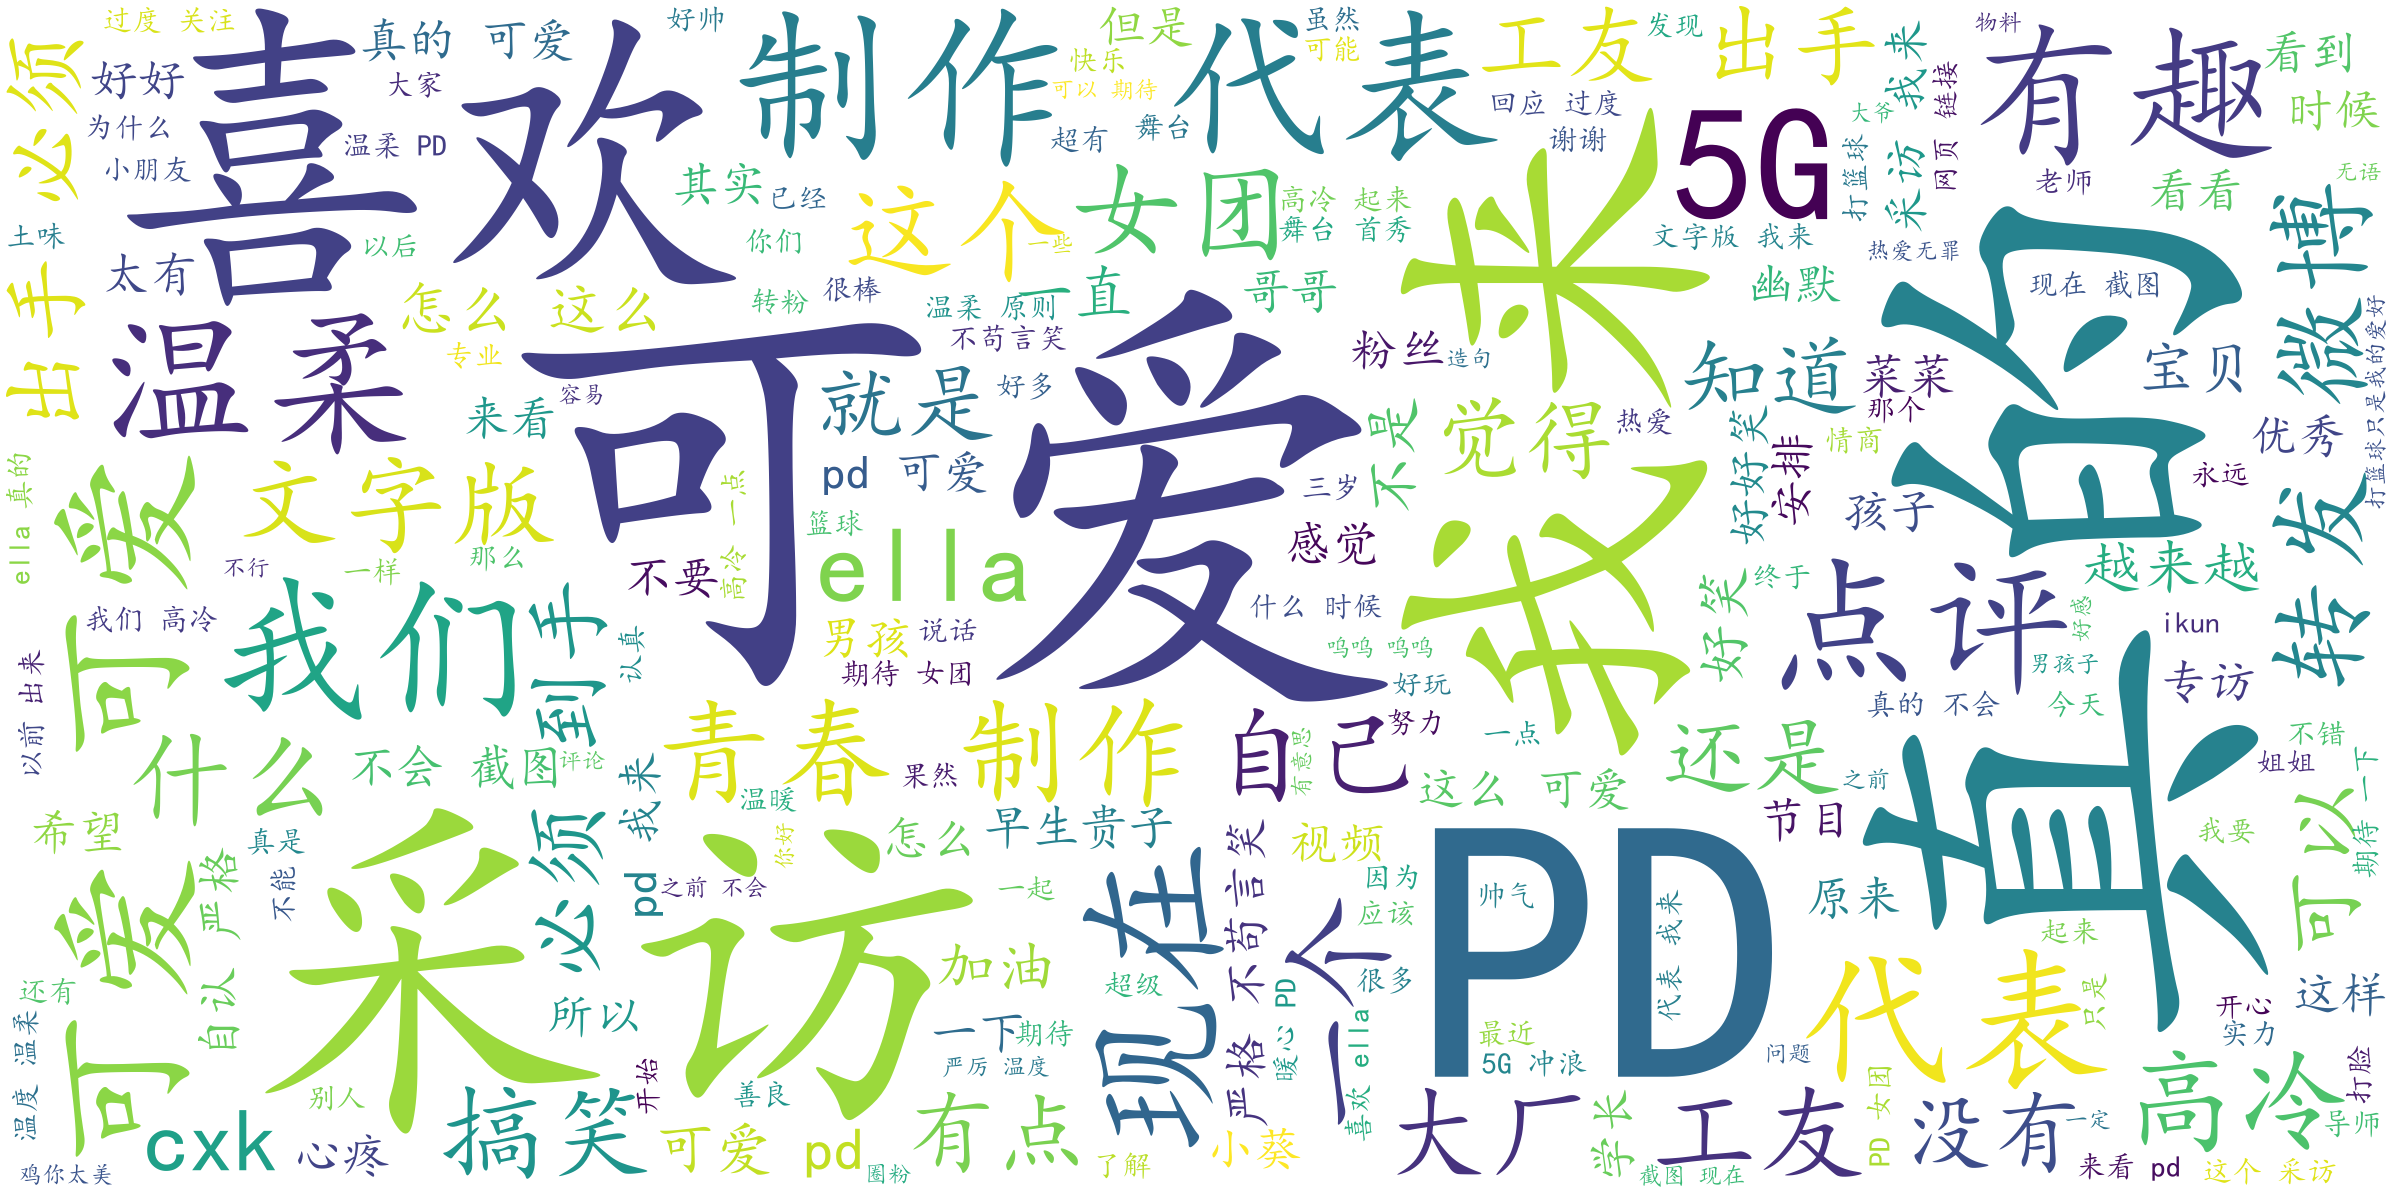 过度 关注
真的 可爱
好帅
喜欢
制作
但是
代表
虽然
可能
工友 出手
发现
我来
物料
有趣
看到
必须
好好
大家
快乐
可以 期待
回应 过度
链接
大爷
时候
为什么
温柔 PD
超有
舞台
谢谢
5G
打篮球
采访
网页
老师
看看
无语
小朋友
其实
已经
这个
女团
高冷 起来
舞台 首秀
我来
真的
微博
转发
土味
以后
你们
一些
文字版 我来
热爱无罪
出手
太有
怎么 这么
转粉
很棒
温柔 原则
一直
哥哥
幽默
现在 截图
温柔
专业
不苟言笑
粉丝
造句
知道
菜菜
宝贝
打篮球只是我的爱好
可爱
容易
来看
就是
好多
不是
觉得
热爱
那个
优秀
文字版
pd 可爱
三岁
好好笑
安排
情商
永远
ella 真的
可爱
高冷 一点
篮球
ella
感觉
孩子
不行
一样
那么
不要
什么 时候
好笑
终于
点评
越来越
我们 高冷
我们
到手
认真
男孩
说话
呜呜 呜呜
好感
ikun
以前 出来
期待 女团
好玩
男孩子
专访
什么
不会 截图
评论
青春 制作
自己
努力
一点
真的 不会
今天
不错
果然
有意思
还是
姐姐
希望
pd 我来
温暖
早生贵子
这么 可爱
之前
节目
可以
一下
期待
真是
必须
你好
怎么
不苟言笑
视频
我要
可爱
严格
自认
不能
采访
之前 不会
一起
现在
一个
因为
应该
帅气
PD
代表 我来
原来
起来
还有
所以
加油
超级
严格
暖心 PD
很多
最近
代表
只是
开心
这样
温度 温柔
一下
期待
喜欢 ella
5G 冲浪
问题
实力
别人
开始
善良
严厉 温度
大厂
学长
工友
PD 女团
没有
一定
高冷
打脸
导师
cxk
心疼
搞笑
可爱
pd
有点
小葵
鸡你太美
圈粉
了解
截图 现在
来看 pd
这个 采访